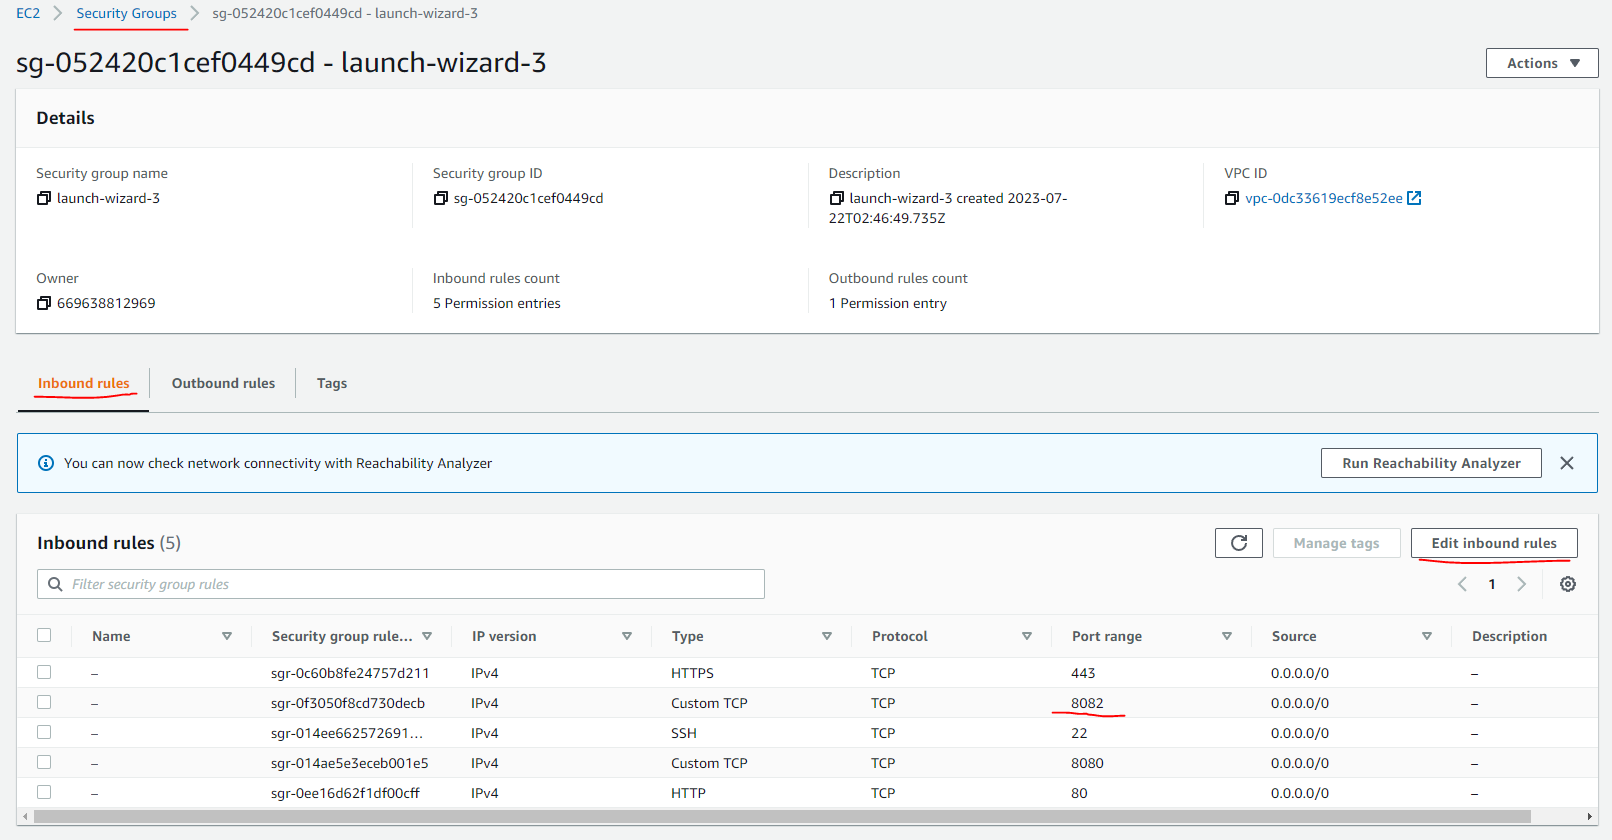 EC2 > Security Groups > sg-052420c1cef0449cd - launch-wizard-3
sg-052420c1cef0449cd - launch-wizard-3
Actions
Details
Security group name
launch-wizard-3
Security group ID
sg-052420c1cef0449cd
Description
launch-wizard-3 created 2023-07-
22T02:46:49.735Z
VPC ID
vpc-0dc33619ecf8e52ee
Owner
669638812969
Inbound rules count
5 Permission entries
Outbound rules count
1 Permission entry
Inbound rules
Outbound rules
Tags
You can now check network connectivity with Reachability Analyzer
Run Reachability Analyzer
Inbound rules (5)
Manage tags
Edit inbound rules
Filter security group rules
1
Name Security group rule... IP version Type Protocol Port range Source Description
– sgr-0c60b8fe24757d211 IPv4 HTTPS TCP 443 0.0.0.0/0 –
– sgr-0f3050f8cd730decb IPv4 Custom TCP TCP 8082 0.0.0.0/0 –
– sgr-014ee662572691... IPv4 SSH TCP 22 0.0.0.0/0 –
– sgr-014ae5e3eceb001e5 IPv4 Custom TCP TCP 8080 0.0.0.0/0 –
– sgr-0ee16d62f1df00cff IPv4 HTTP TCP 80 0.0.0.0/0 –